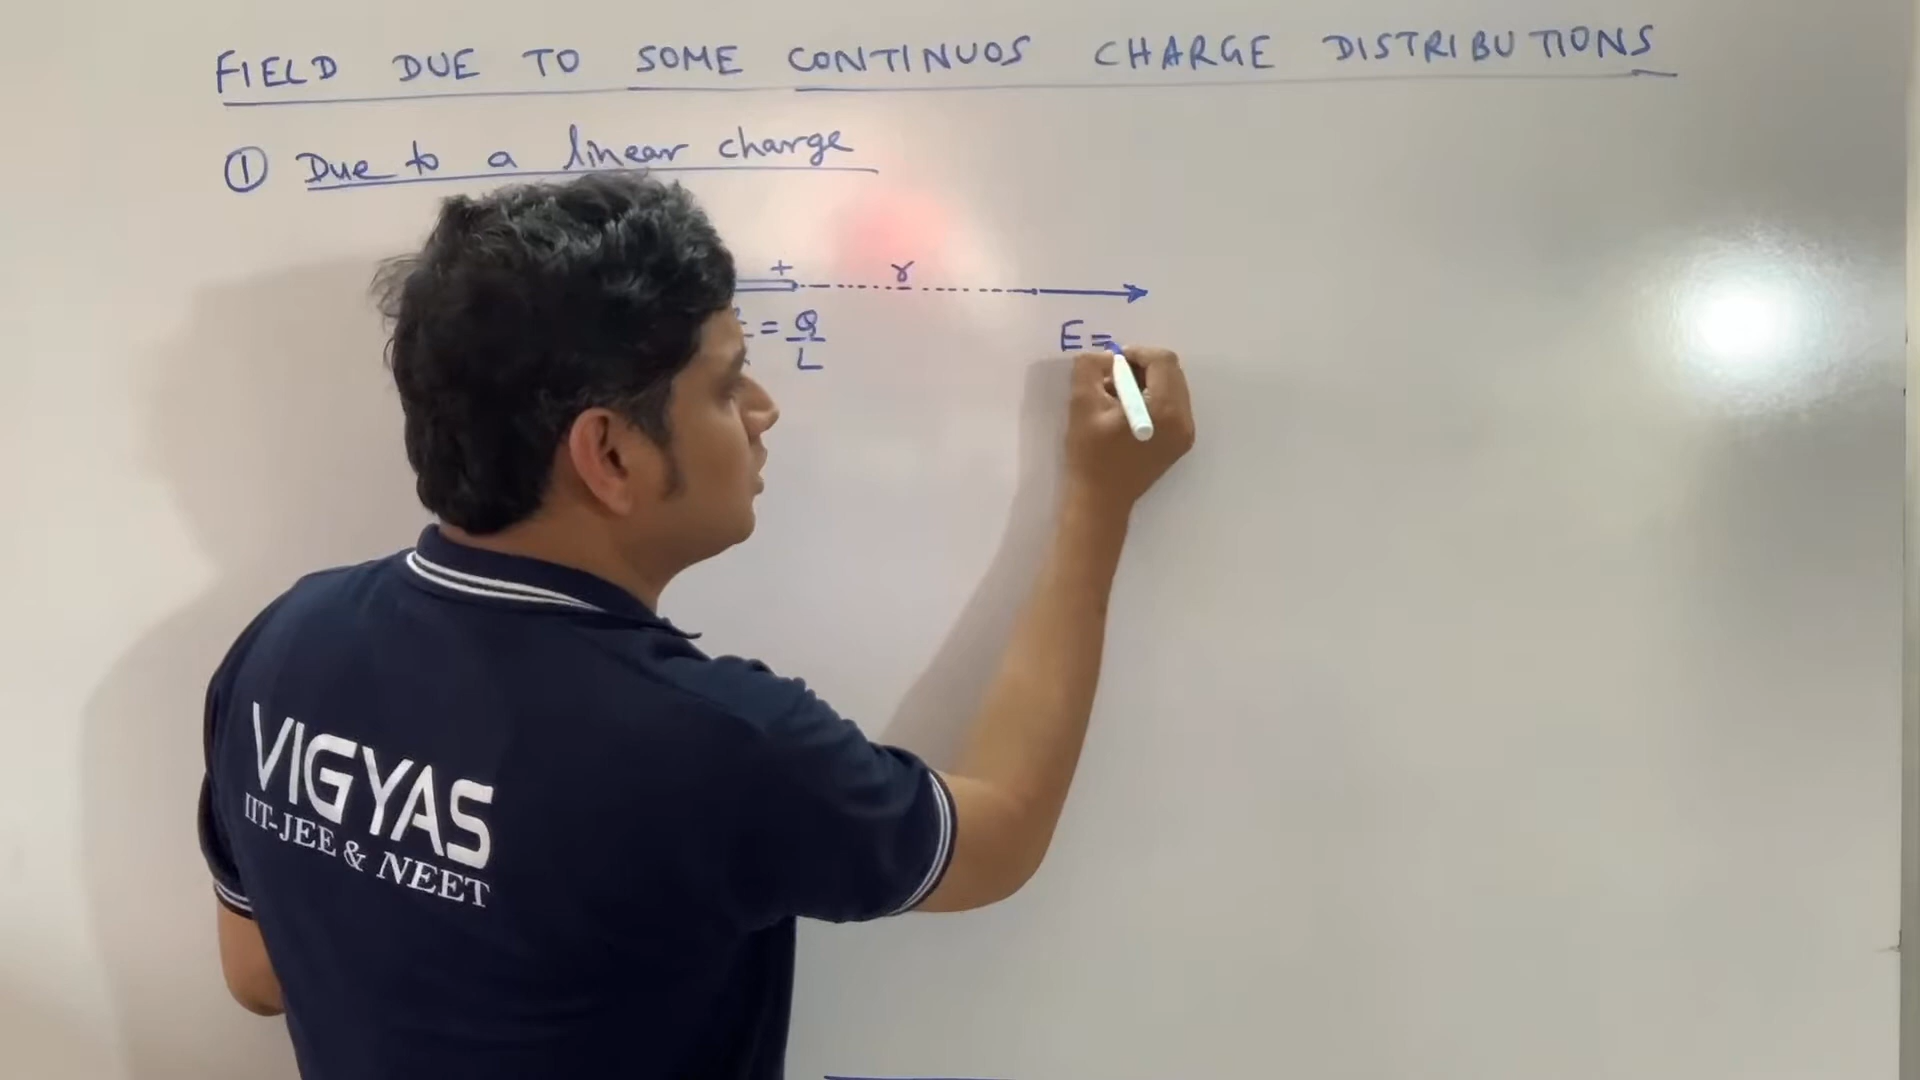 FIELD DUE TO SOME CONTINUOS CHARGE DISTRIBUTIONS
① Due to a linear charge
+ r
= Q/L
E =
VIGYAS
IIT-JEE & NEET